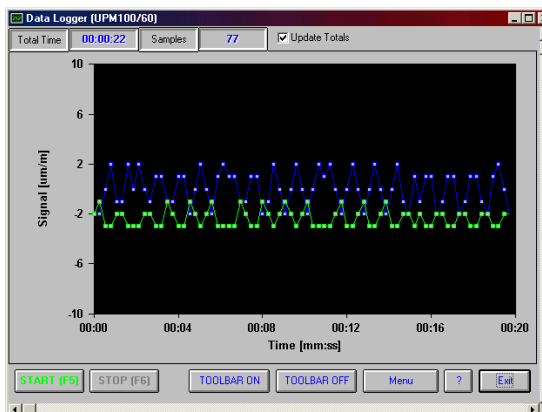 Data Logger (UPM100/60)
Total Time 00:00:22 Samples 77 Update Totals
10
6
2
-2
-6
-10
Signal [um/m]
00:00 00:04 00:08 00:12 00:16 00:20
Time [mm:ss]
START (F5) STOP (F6) TOOLBAR ON TOOLBAR OFF Menu ? Exit